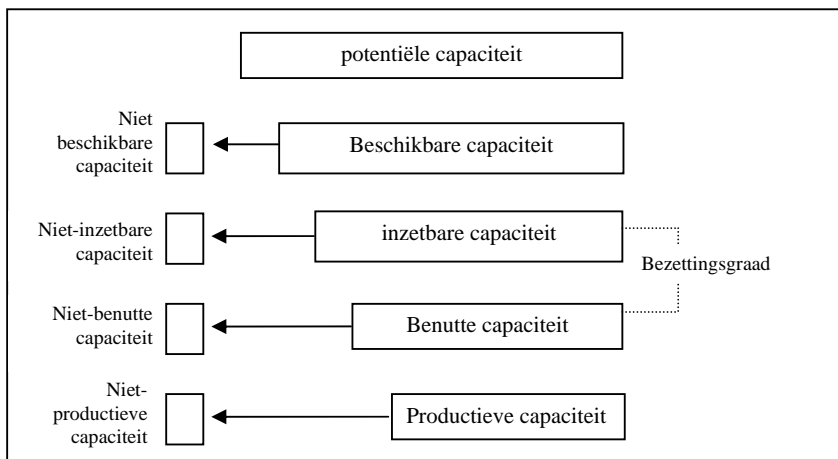 potentiële capaciteit
Niet
beschikbare
capaciteit
Beschikbare capaciteit
Niet-inzetbare
capaciteit
inzetbare capaciteit
Bezettingsgraad
Niet-benutte
capaciteit
Benutte capaciteit
Niet-
productieve
capaciteit
Productieve capaciteit